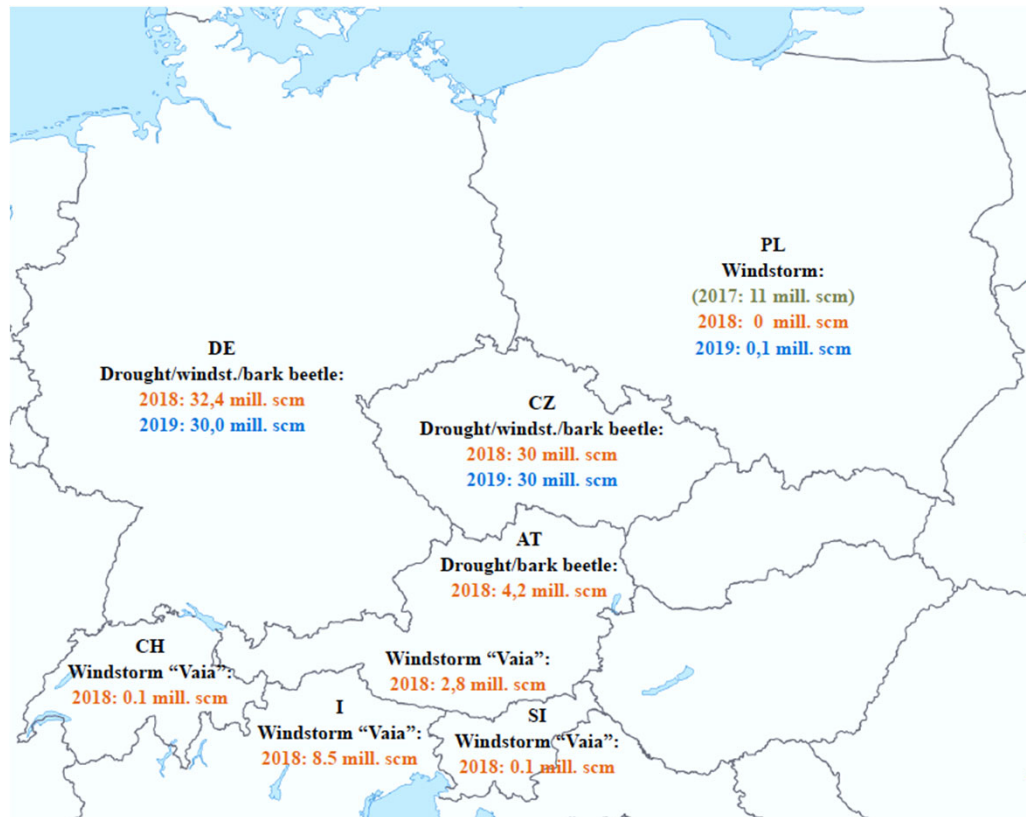 PL
Windstorm:
(2017: 11 mill. scm)
2018: 0 mill. scm
2019: 0,1 mill. scm
DE
Drought/windst./bark beetle:
2018: 32,4 mill. scm
2019: 30,0 mill. scm
CZ
Drought/windst./bark beetle:
2018: 30 mill. scm
2019: 30 mill. scm
AT
Drought/bark beetle:
2018: 4,2 mill. scm
Windstorm “Vaia”:
2018: 2,8 mill. scm
CH
Windstorm “Vaia”:
2018: 0.1 mill. scm
I
Windstorm “Vaia”:
2018: 8.5 mill. scm
SI
Windstorm “Vaia”:
2018: 0.1 mill. scm